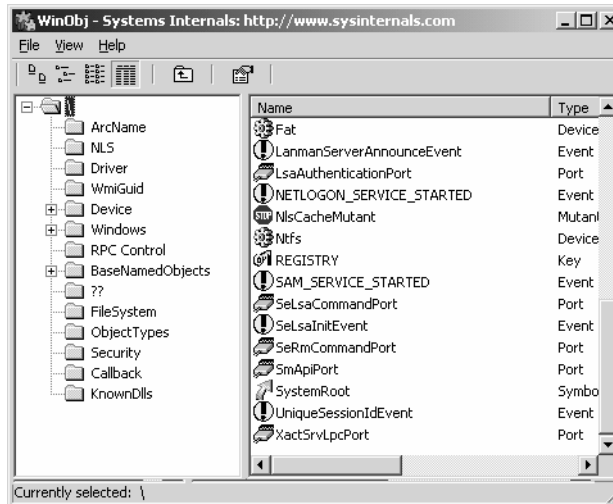 WinObj - Systems Internals: http://www.sysinternals.com
File View Help
\
ArcName
NLS
Driver
WmiGuid
Device
Windows
RPC Control
BaseNamedObjects
??
FileSystem
ObjectTypes
Security
Callback
KnownDlls
Name Type
Fat Device
LanmanServerAnnounceEvent Event
LsaAuthenticationPort Port
NETLOGON_SERVICE_STARTED Event
NlsCacheMutant Mutant
Ntfs Device
REGISTRY Key
SAM_SERVICE_STARTED Event
SeLsaCommandPort Port
SeLsaInitEvent Event
SeRmCommandPort Port
SmApiPort Port
SystemRoot Symbo
UniqueSessionIdEvent Event
XactSrvLpcPort Port
Currently selected: \